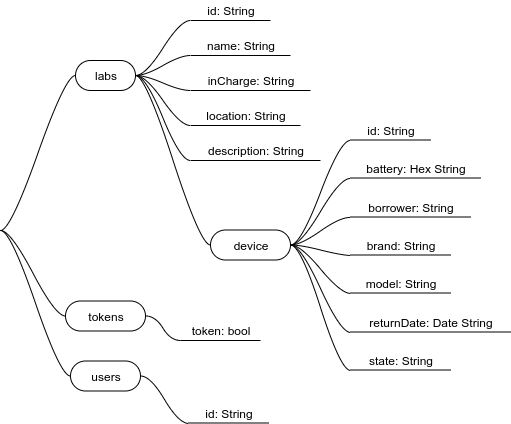 id: String
name: String
labs
inCharge: String
location: String
description: String
id: String
battery: Hex String
borrower: String
device
brand: String
model: String
returnDate: Date String
tokens
token: bool
state: String
users
id: String